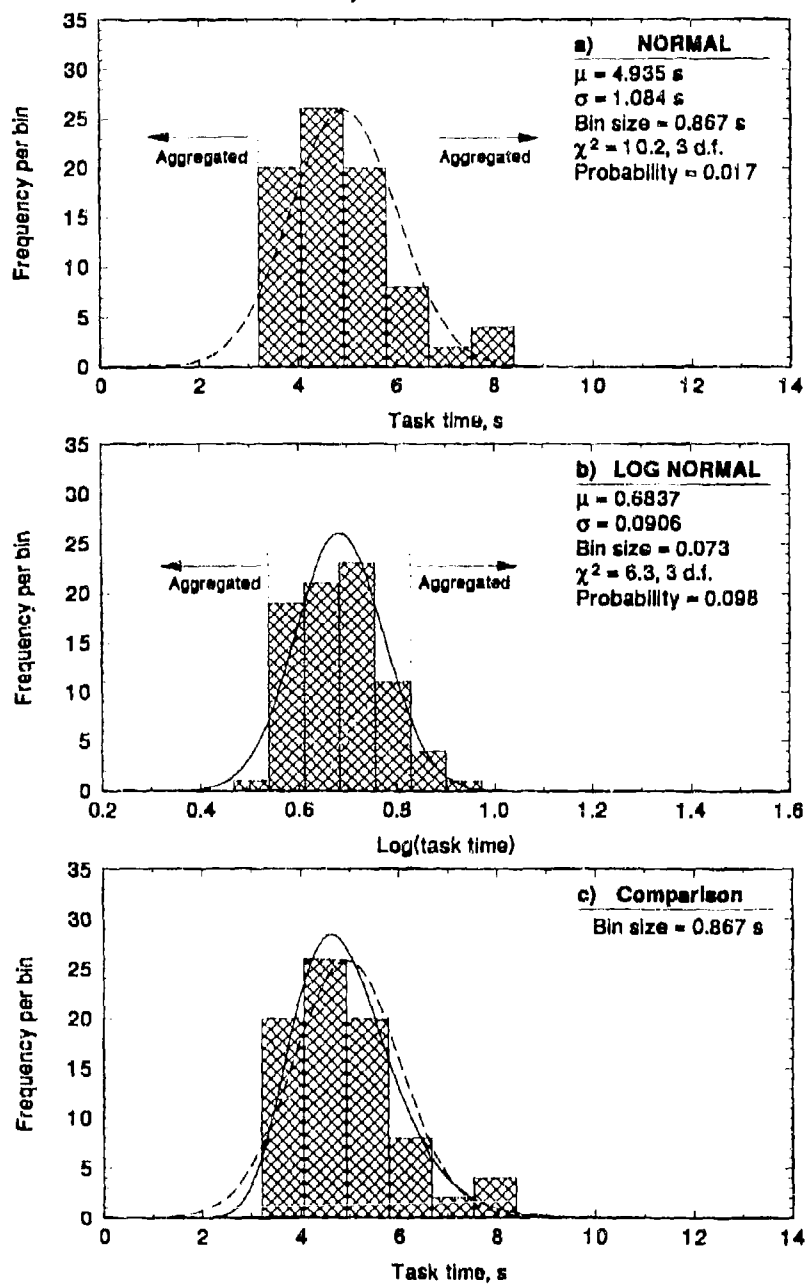 35
30
25
20
15
10
5
0
Frequency per bin
a) NORMAL
μ = 4.935 s
σ = 1.084 s
Bin size = 0.867 s
χ² = 10.2, 3 d.f.
Probability = 0.017
Aggregated
Aggregated
0 2 4 6 8 10 12 14
Task time, s
35
30
25
20
15
10
5
0
Frequency per bin
b) LOG NORMAL
μ = 0.6837
σ = 0.0906
Bin size = 0.073
χ² = 6.3, 3 d.f.
Probability = 0.098
Aggregated
Aggregated
0.2 0.4 0.6 0.8 1.0 1.2 1.4 1.6
Log(task time)
35
30
25
20
15
10
5
0
Frequency per bin
c) Comparison
Bin size = 0.867 s
0 2 4 6 8 10 12 14
Task time, s